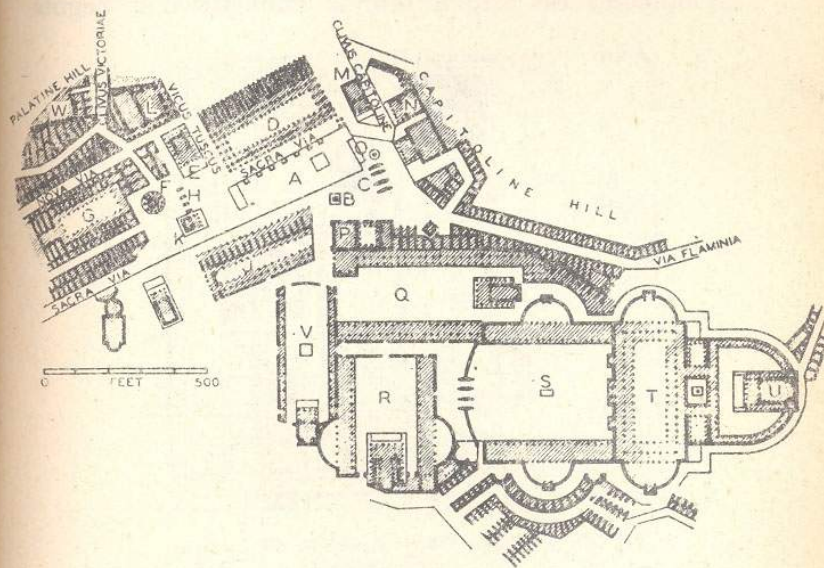 PALATINE HILL
CLIVUS VICTORIAE
W
L
VICUS TUSCUS
D
CLIVUS CAPITOLINE
M
N
CAPITOLINE HILL
SACRA VIA
A
O
C
B
E
F
H
NOVA VIA
G
K
J
P
VIA FLAMINIA
SACRA VIA
Q
V
R
S
T
U
0 FEET 500